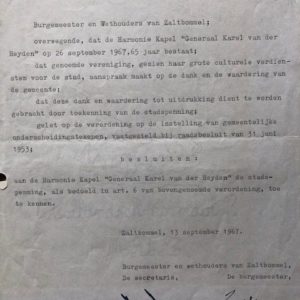 Burgemeester en Wethouders van Zaltbommel;
overwegende, dat de Harmonie Kapel "Generaal Karel van der
Heyden" op 26 september 1967, 65 jaar bestaat;
dat genoemde vereniging, gezien haar grote culturele verdien-
sten voor de stad, aanspraak maakt op de dank en de waardering van
de gemeente;
dat deze dank en waardering tot uitdrukking dient te worden
gebracht door toekenning van de stadspenning;
gelet op de verordening op de instelling van gemeentelijke
onderscheidingstekenen, vastgesteld bij raadsbesluit van 31 juni
1953;
b e s l u i t e n :
aan de Harmonie Kapel "Generaal Karel van der Heyden" de stads-
penning, als bedoeld in art. 6 van bovengenoemde verordening, toe
te kennen.
Zaltbommel, 13 september 1967.
Burgemeester en wethouders van Zaltbommel,
De secretaris, De burgemeester,